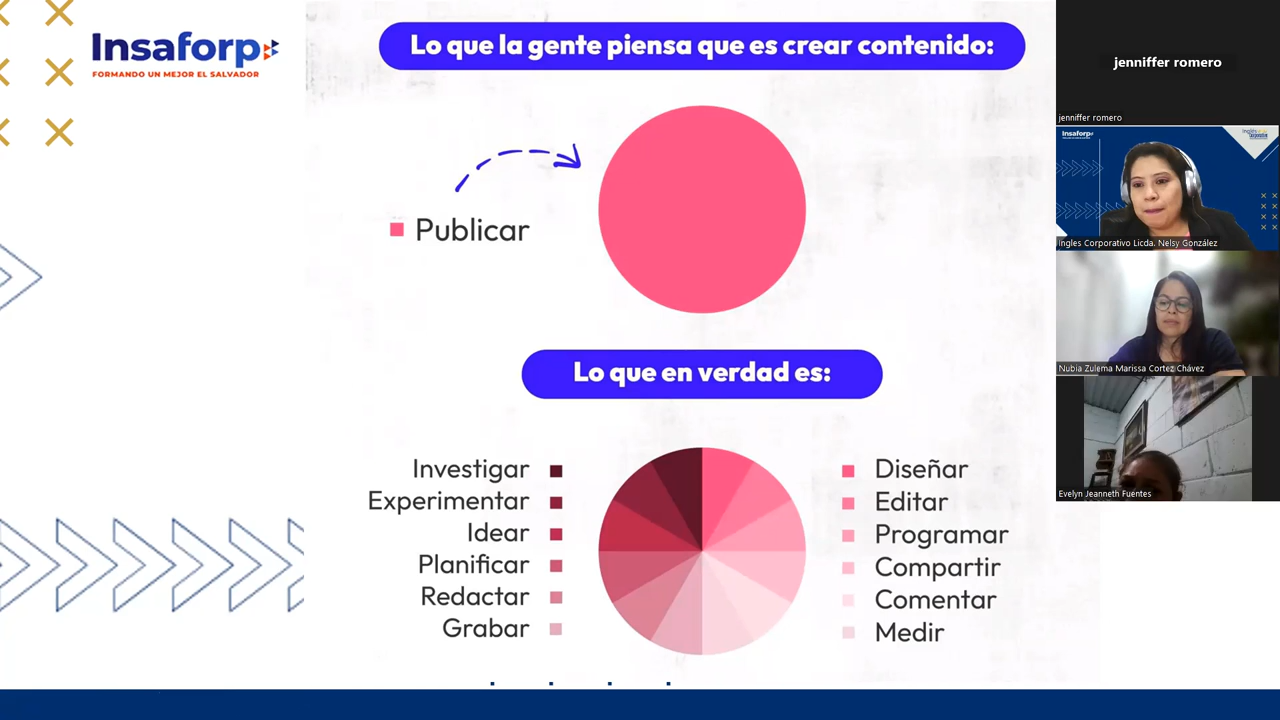 Insaforp
FORMANDO UN MEJOR EL SALVADOR
Lo que la gente piensa que es crear contenido:
Publicar
Lo que en verdad es:
Investigar
Experimentar
Idear
Planificar
Redactar
Grabar
Diseñar
Editar
Programar
Compartir
Comentar
Medir
jenniffer romero
jenniffer romero
Insaforp
Ingles Corporativo Licda. Nelsy González
Nubia Zulema Marissa Cortez Chávez
Evelyn Jeanneth Fuentes